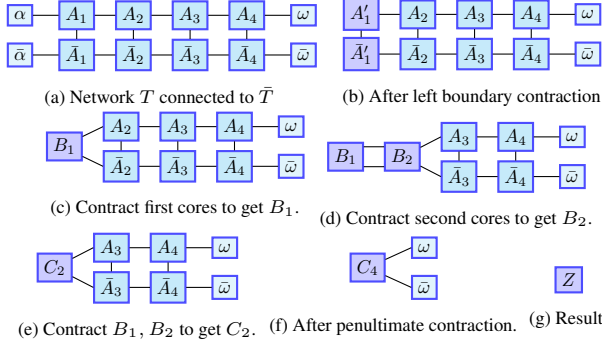 α A₁ A₂ A₃ A₄ ω
ᾱ Ā₁ Ā₂ Ā₃ Ā₄ ω̄
(a) Network T connected to T̄
A′₁ A₂ A₃ A₄ ω
Ā′₁ Ā₂ Ā₃ Ā₄ ω̄
(b) After left boundary contraction
A₂ A₃ A₄ ω
B₁
Ā₂ Ā₃ Ā₄ ω̄
(c) Contract first cores to get B₁.
A₃ A₄ ω
B₁ B₂
Ā₃ Ā₄ ω̄
(d) Contract second cores to get B₂.
A₃ A₄ ω
C₂
Ā₃ Ā₄ ω̄
(e) Contract B₁, B₂ to get C₂.
ω
C₄
ω̄
(f) After penultimate contraction.
Z
(g) Result